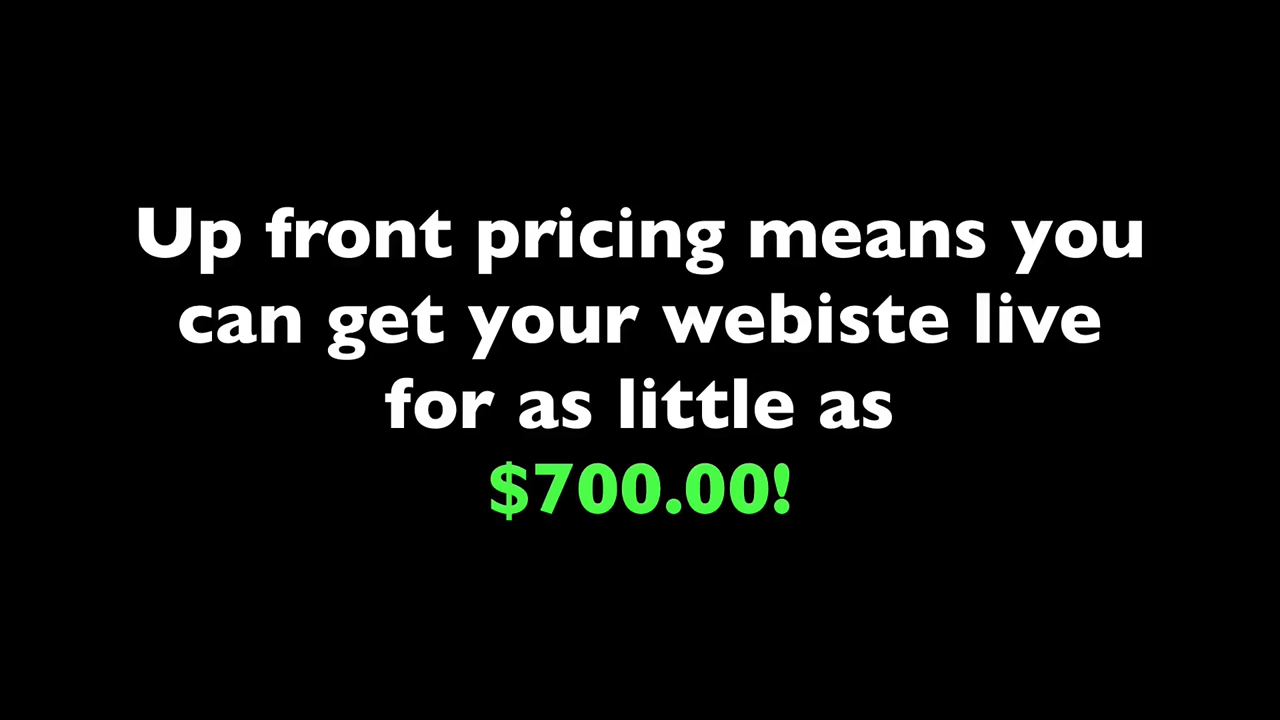 Up front pricing means you
can get your webiste live
for as little as
$700.00!